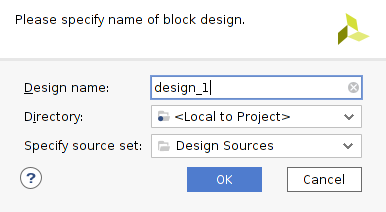 Please specify name of block design.
Design name: design_1
Directory: <Local to Project>
Specify source set: Design Sources
? OK Cancel